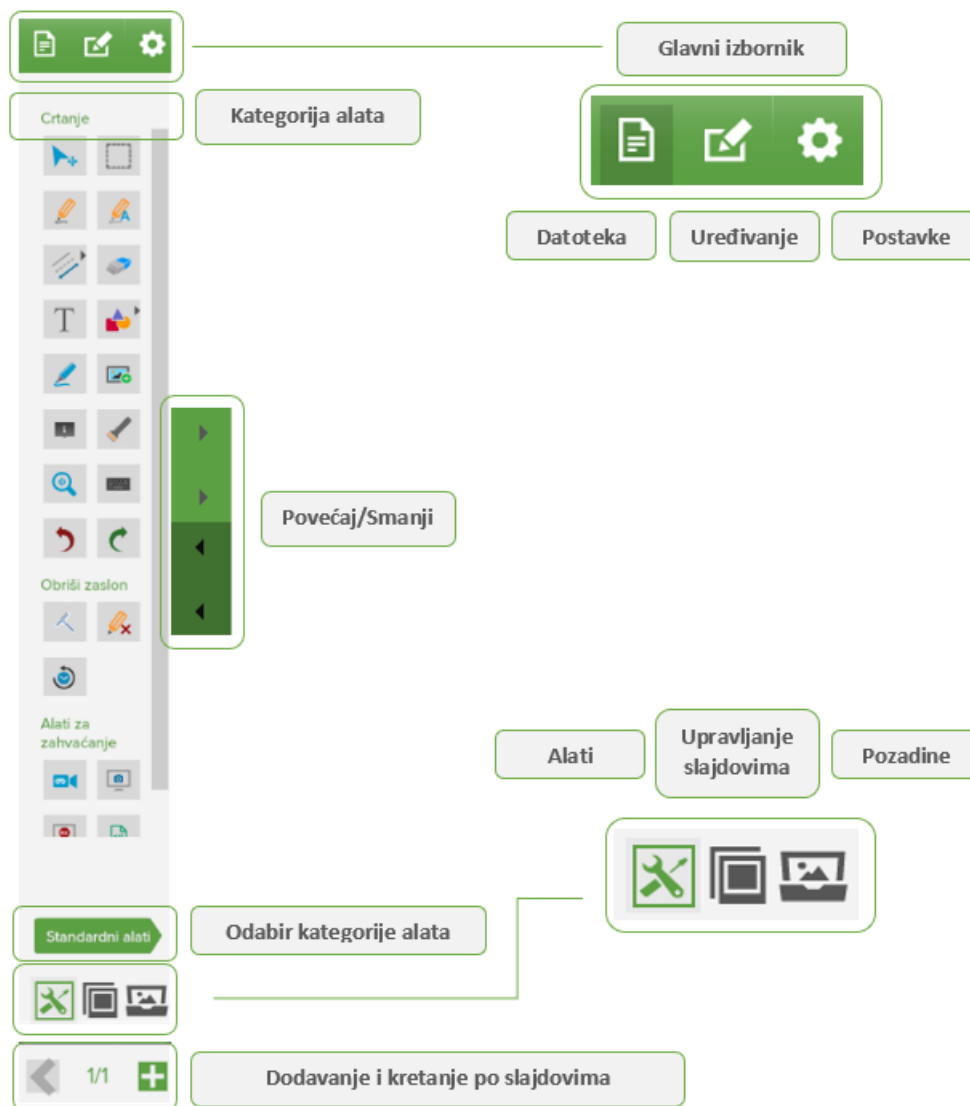 Glavni izbornik
Crtanje
Kategorija alata
Datoteka
Uređivanje
Postavke
T
Povećaj/Smanji
Obriši zaslon
Alati za
zahvaćanje
Alati
Upravljanje
slajdovima
Pozadine
Standardni alati
Odabir kategorije alata
1/1
Dodavanje i kretanje po slajdovima